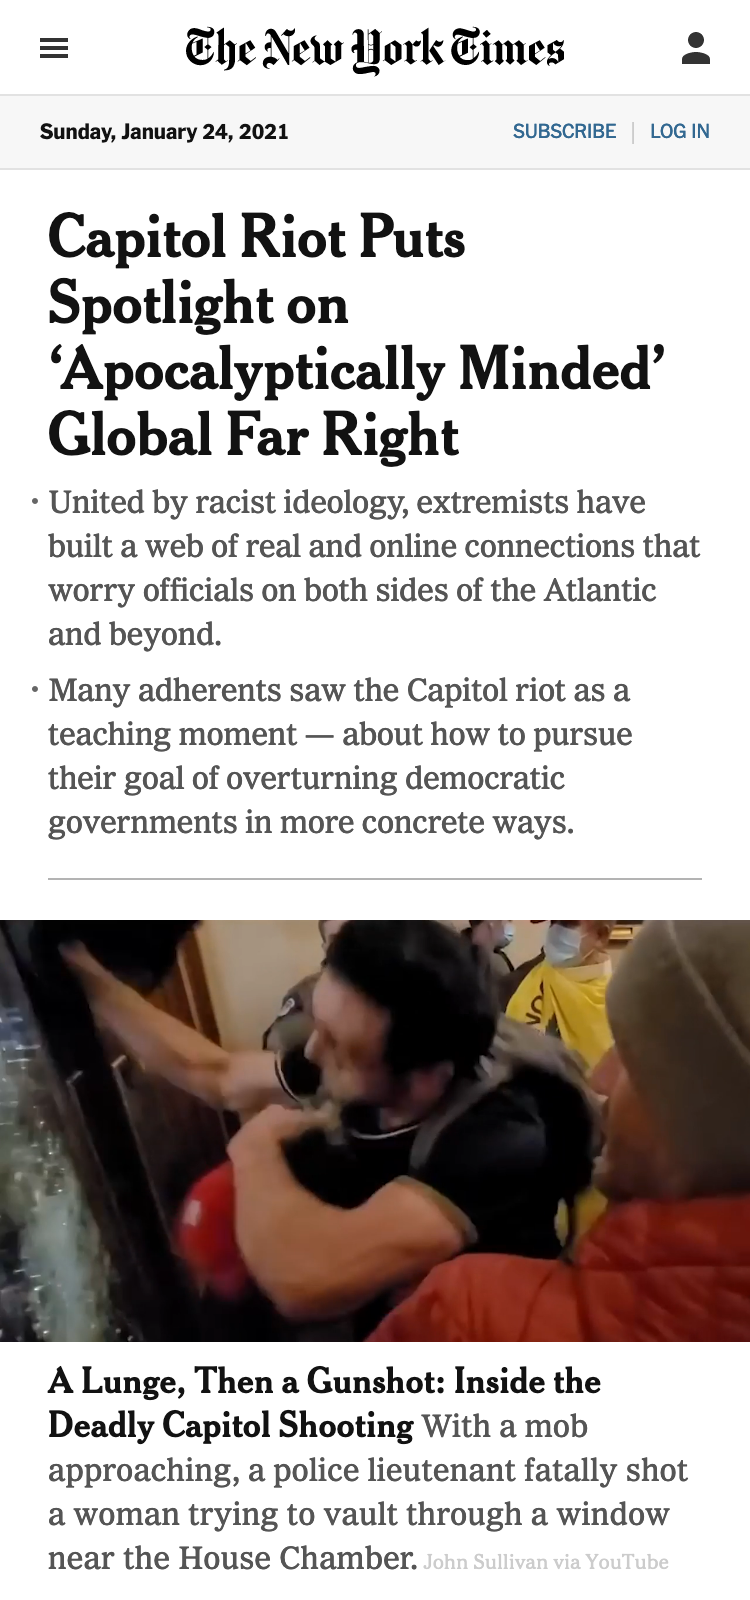 The New York Times
Sunday, January 24, 2021
SUBSCRIBE | LOG IN
Capitol Riot Puts
Spotlight on
‘Apocalyptically Minded’
Global Far Right
• United by racist ideology, extremists have
built a web of real and online connections that
worry officials on both sides of the Atlantic
and beyond.
• Many adherents saw the Capitol riot as a
teaching moment — about how to pursue
their goal of overturning democratic
governments in more concrete ways.
A Lunge, Then a Gunshot: Inside the
Deadly Capitol Shooting With a mob
approaching, a police lieutenant fatally shot
a woman trying to vault through a window
near the House Chamber. John Sullivan via YouTube